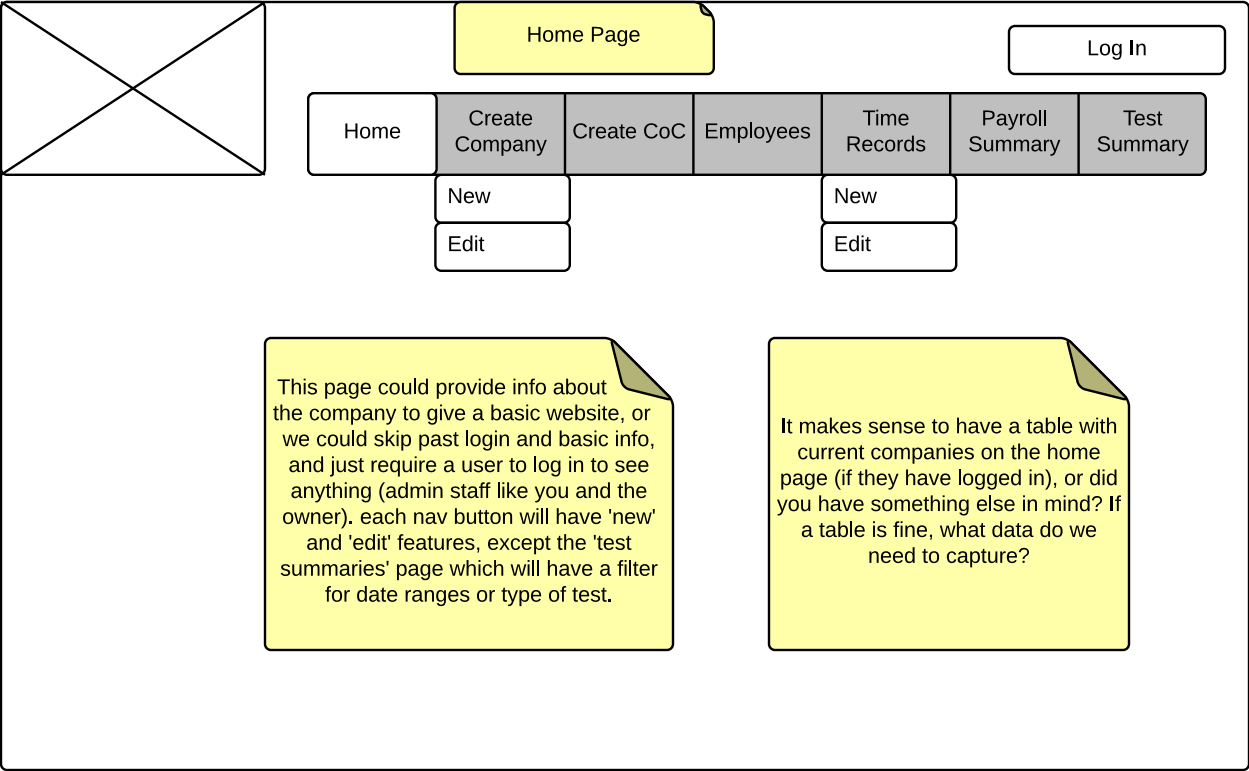 Home Page
Log In
Home
Create
Company
Create CoC
Employees
Time
Records
Payroll
Summary
Test
Summary
New
Edit
New
Edit
This page could provide info about
the company to give a basic website, or
we could skip past login and basic info,
and just require a user to log in to see
anything (admin staff like you and the
owner). each nav button will have 'new'
and 'edit' features, except the 'test
summaries' page which will have a filter
for date ranges or type of test.
It makes sense to have a table with
current companies on the home
page (if they have logged in), or did
you have something else in mind? If
a table is fine, what data do we
need to capture?